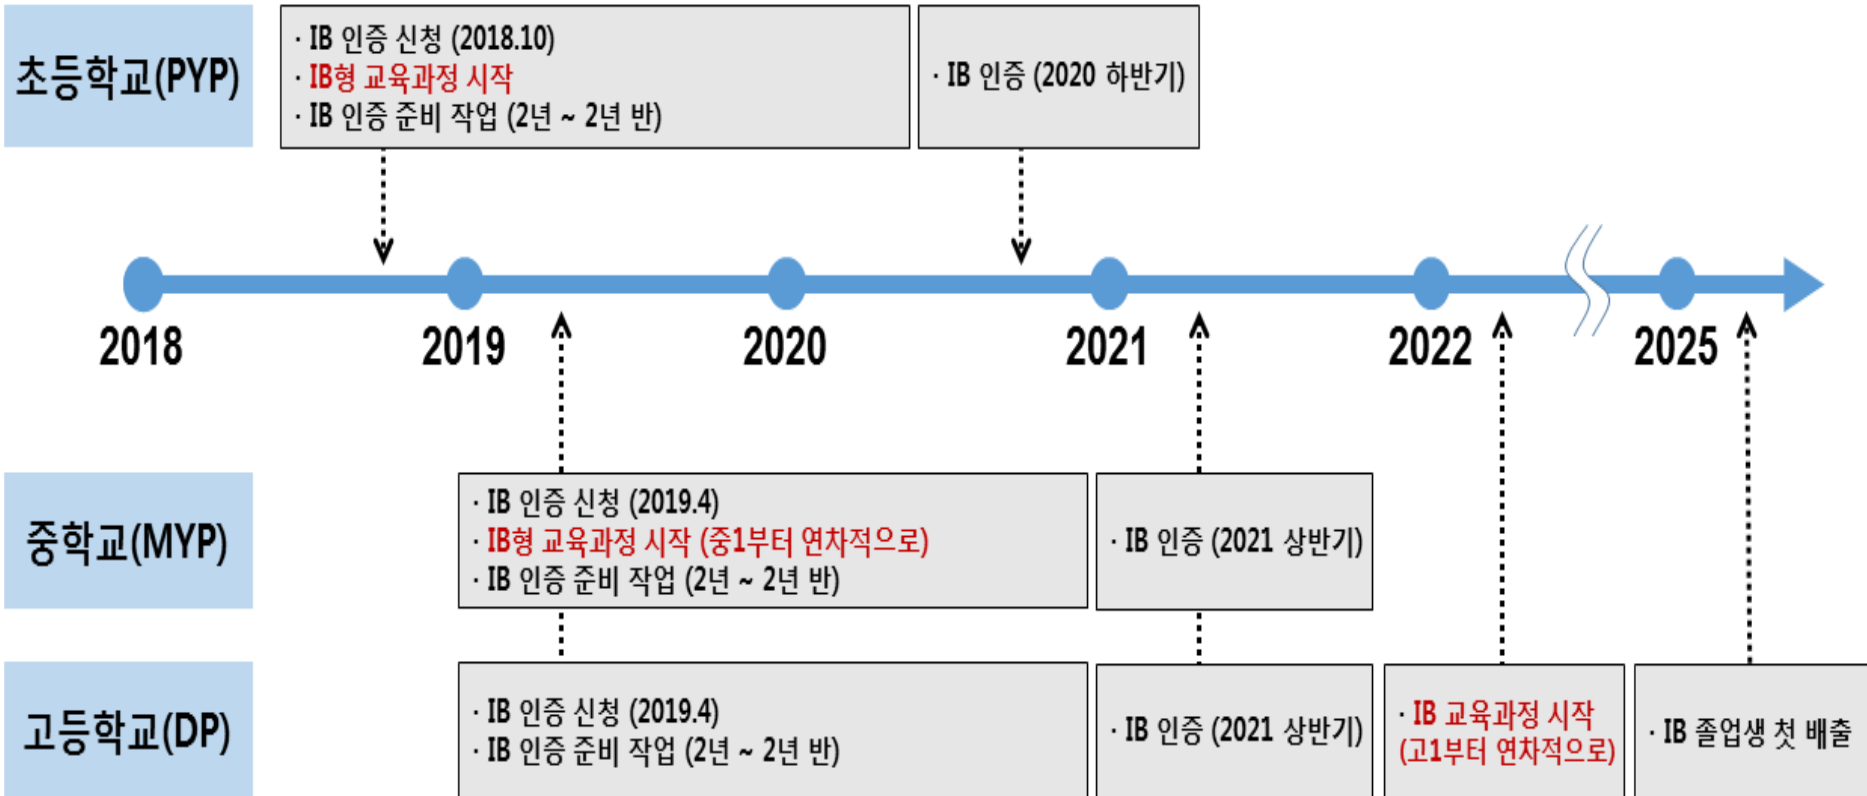 초등학교(PYP)
· IB 인증 신청 (2018.10)
· IB형 교육과정 시작
· IB 인증 준비 작업 (2년 ~ 2년 반)
· IB 인증 (2020 하반기)
2018
2019
2020
2021
2022
2025
중학교(MYP)
· IB 인증 신청 (2019.4)
· IB형 교육과정 시작 (중1부터 연차적으로)
· IB 인증 준비 작업 (2년 ~ 2년 반)
· IB 인증 (2021 상반기)
고등학교(DP)
· IB 인증 신청 (2019.4)
· IB 인증 준비 작업 (2년 ~ 2년 반)
· IB 인증 (2021 상반기)
· IB 교육과정 시작
(고1부터 연차적으로)
· IB 졸업생 첫 배출